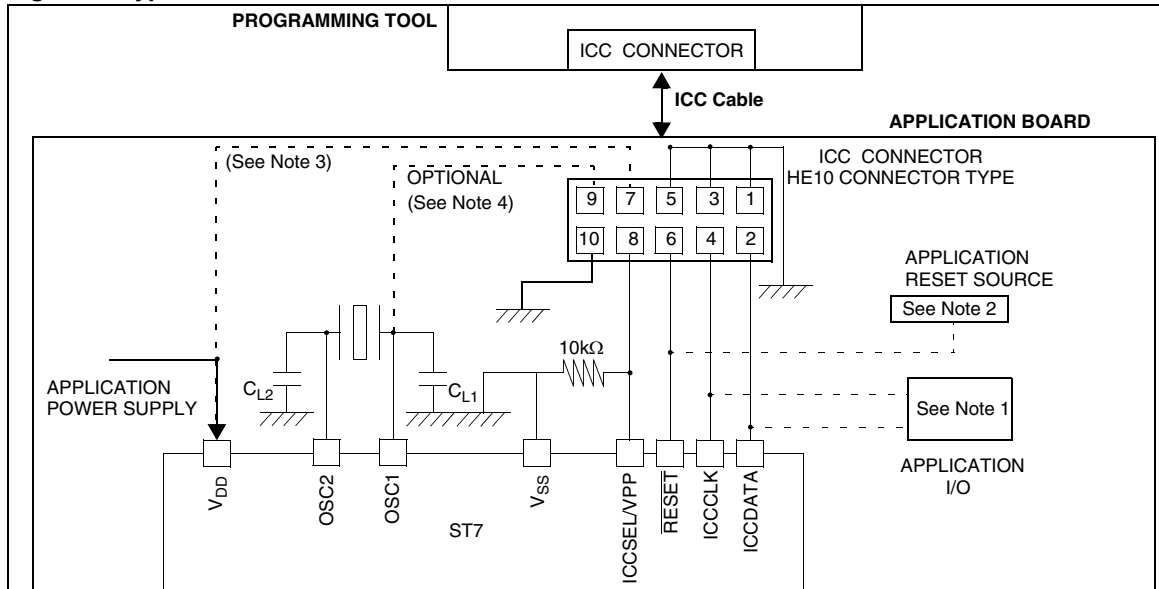 PROGRAMMING TOOL
ICC CONNECTOR
ICC Cable
APPLICATION BOARD
(See Note 3)
OPTIONAL
(See Note 4)
ICC CONNECTOR
HE10 CONNECTOR TYPE
9 7 5 3 1
10 8 6 4 2
APPLICATION
RESET SOURCE
See Note 2
10kΩ
CL2
CL1
APPLICATION
POWER SUPPLY
See Note 1
APPLICATION
I/O
VDD
OSC2
OSC1
VSS
ICCSEL/VPP
RESET
ICCCLK
ICCDATA
ST7